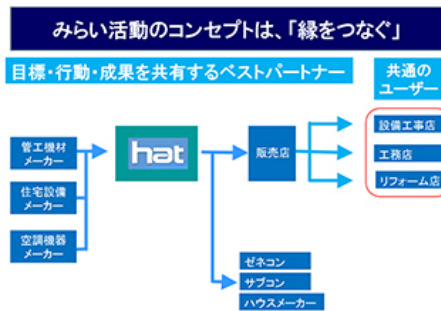 みらい活動のコンセプトは、「縁をつなぐ」
目標・行動・成果を共有するベストパートナー
共通の
ユーザー
管工機材
メーカー
住宅設備
メーカー
空調機器
メーカー
hat
販売店
設備工事店
工務店
リフォーム店
ゼネコン
サブコン
ハウスメーカー